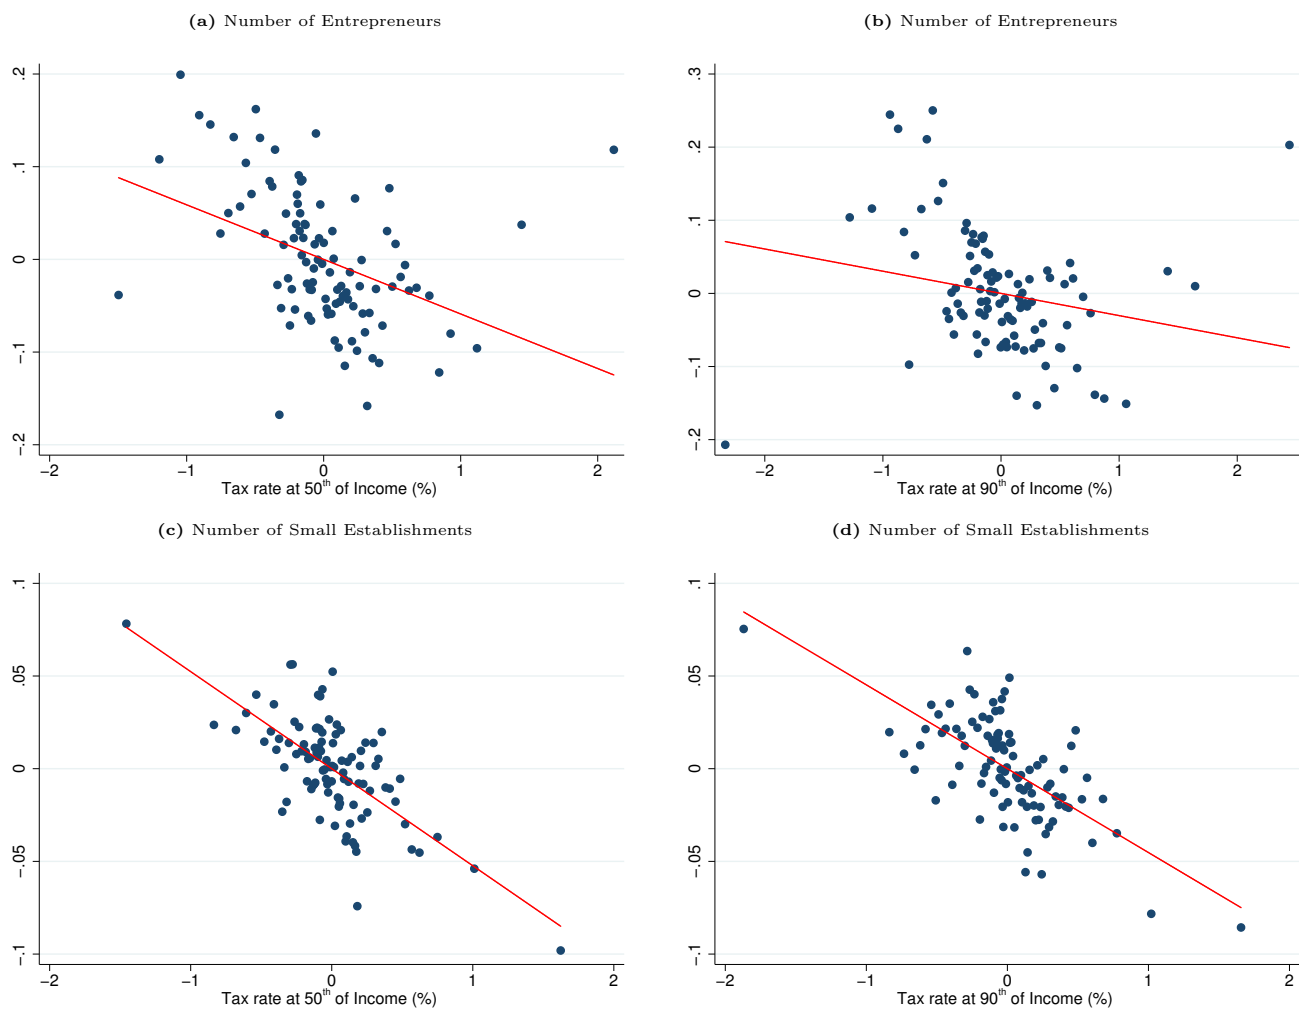 (a) Number of Entrepreneurs
.2
.1
0
-.1
-.2
-2 -1 0 1 2
Tax rate at 50th of Income (%)
(b) Number of Entrepreneurs
.3
.2
.1
0
-.1
-.2
-2 -1 0 1 2
Tax rate at 90th of Income (%)
(c) Number of Small Establishments
.1
.05
0
-.05
-.1
-2 -1 0 1 2
Tax rate at 50th of Income (%)
(d) Number of Small Establishments
.1
.05
0
-.05
-.1
-2 -1 0 1 2
Tax rate at 90th of Income (%)